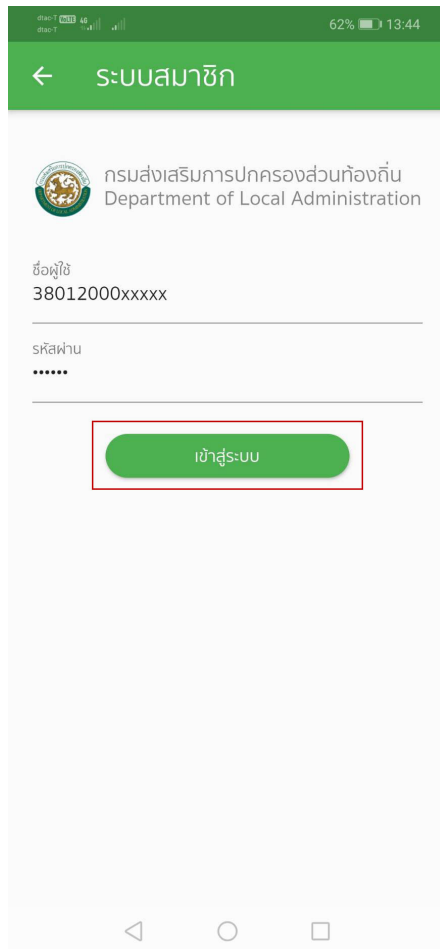 dtac-T VoLTE 4G
dtac-T
62% 13:44
ระบบสมาชิก
กรมส่งเสริมการปกครองส่วนท้องถิ่น
Department of Local Administration
ชื่อผู้ใช้
38012000xxxxx
รหัสผ่าน
••••••
เข้าสู่ระบบ